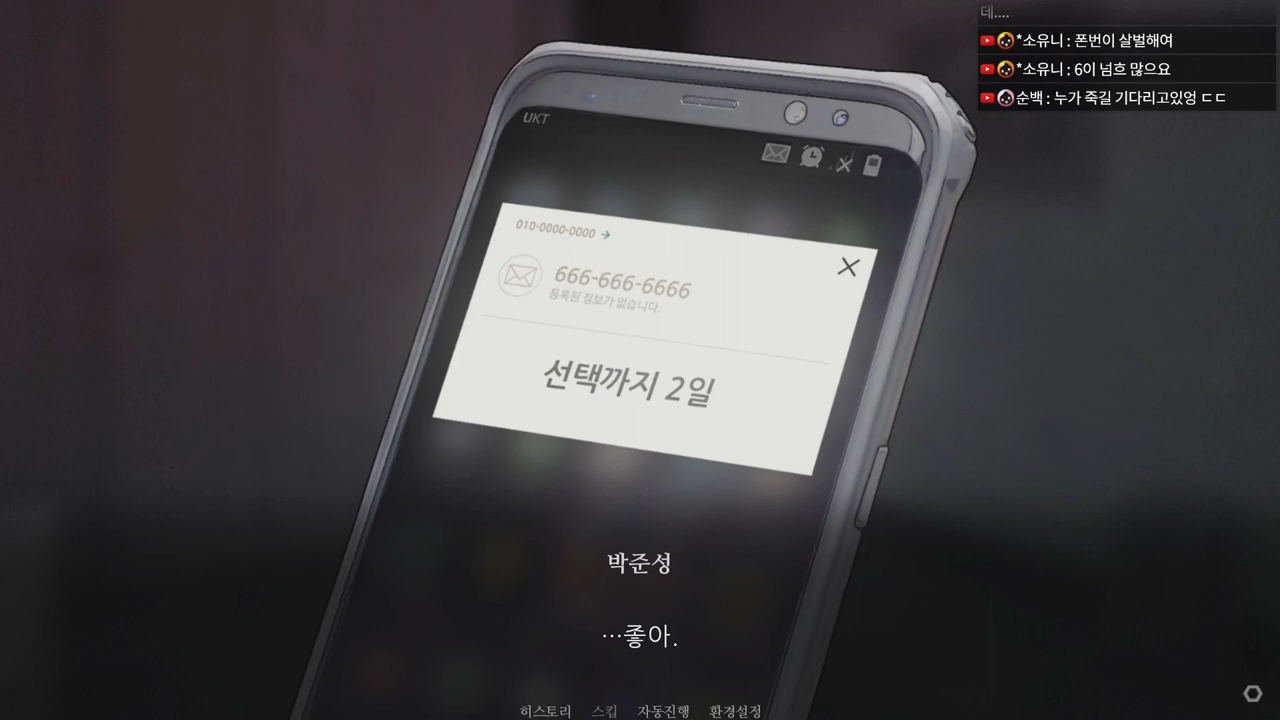 데....
*소유니 : 폰번이 살벌해여
*소유니 : 6이 넘흐 많으요
순백 : 누가 죽길 기다리고있엉 ㄷㄷ
UKT
010-0000-0000 →
666-666-6666
등록된 정보가 없습니다.
선택까지 2일
박준성
…좋아.
히스토리 스킵 자동진행 환경설정